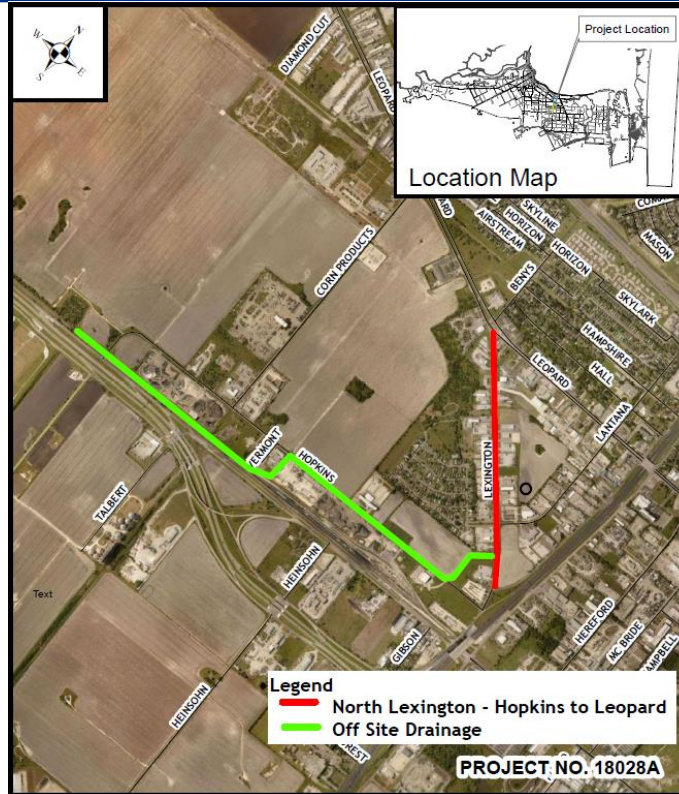 W
N
S
E
Project Location
Location Map
DIAMOND CUT
LEOPARD
SKYLINE
HORIZON
AIRSTREAM
HORIZON
MASON
BENYS
SKYLARK
CORN PRODUCTS
HAMPSHIRE
HALL
LEOPARD
LANTANA
LEXINGTON
VERMONT
HOPKINS
TALBERT
HEINSOHN
Text
HEREFORD
MC BRIDE
GIBSON
HEINSOHN
Legend
North Lexington - Hopkins to Leopard
Off Site Drainage
PROJECT NO. 18028A